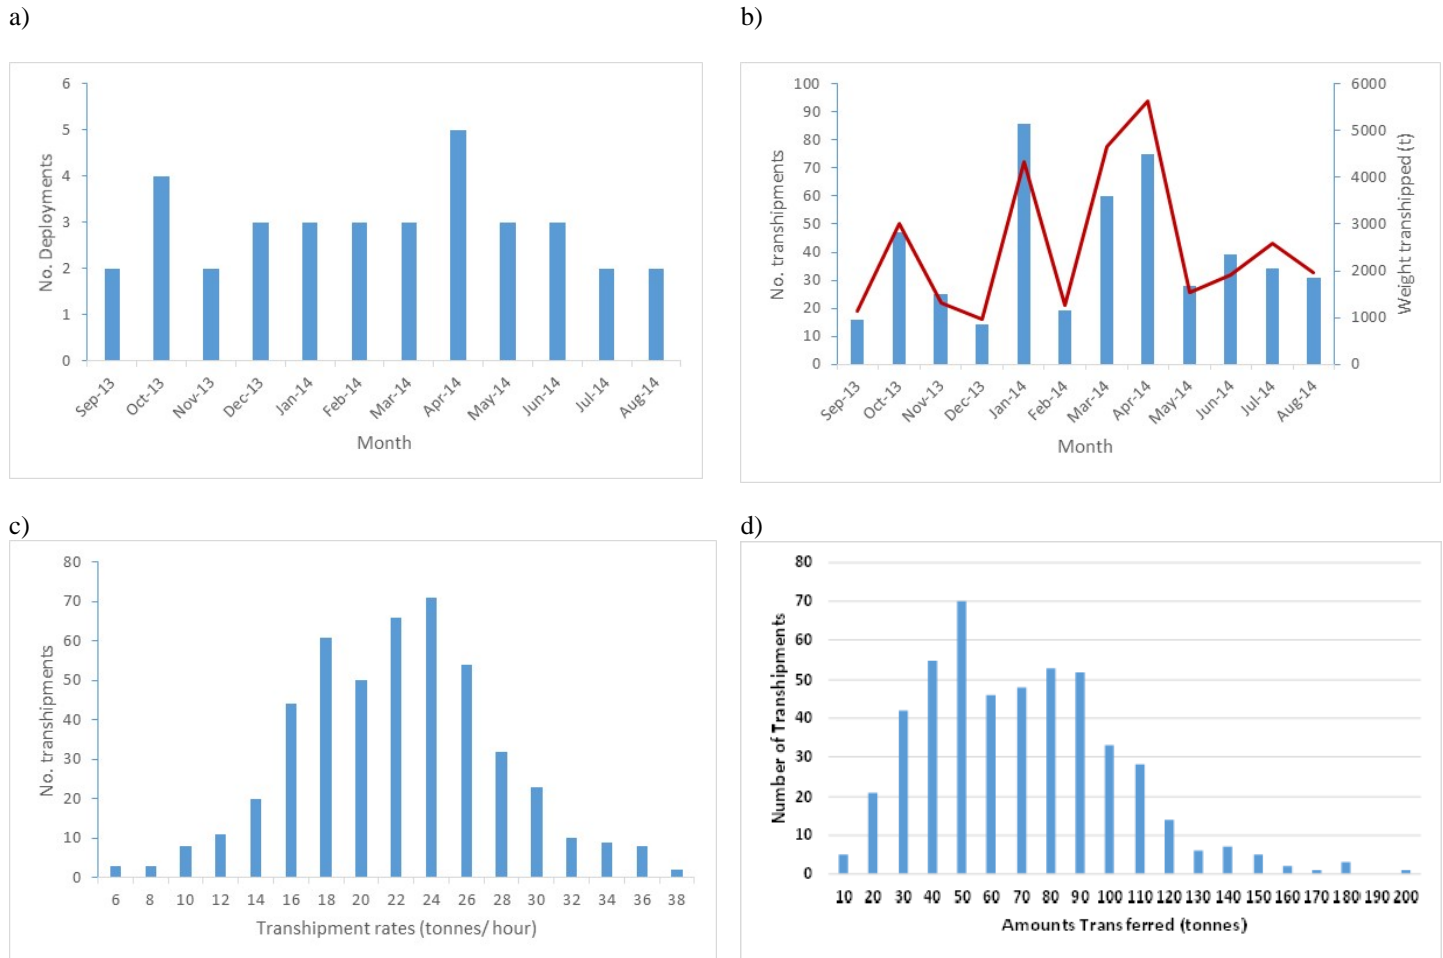 a)
b)
6
5
4
3
2
1
0
No. Deployments
Sep-13 Oct-13 Nov-13 Dec-13 Jan-14 Feb-14 Mar-14 Apr-14 May-14 Jun-14 Jul-14 Aug-14
Month
100
90
80
70
60
50
40
30
20
10
0
No. transhipments
6000
5000
4000
3000
2000
1000
0
Weight transhipped (t)
Sep-13 Oct-13 Nov-13 Dec-13 Jan-14 Feb-14 Mar-14 Apr-14 May-14 Jun-14 Jul-14 Aug-14
Month
c)
d)
80
70
60
50
40
30
20
10
0
No. transhipments
6 8 10 12 14 16 18 20 22 24 26 28 30 32 34 36 38
Transhipment rates (tonnes/ hour)
80
70
60
50
40
30
20
10
0
Number of Transhipments
10 20 30 40 50 60 70 80 90 100 110 120 130 140 150 160 170 180 190 200
Amounts Transferred (tonnes)